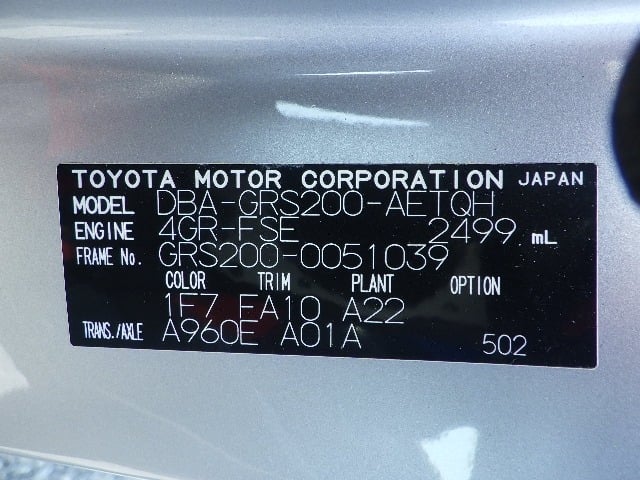 TOYOTA MOTOR CORPORATION JAPAN
MODEL DBA-GRS200-AETQH
ENGINE 4GR-FSE 2499 mL
FRAME No. GRS200-0051039
COLOR TRIM PLANT OPTION
1F7 FA10 A22
TRANS./AXLE A960E A01A 502